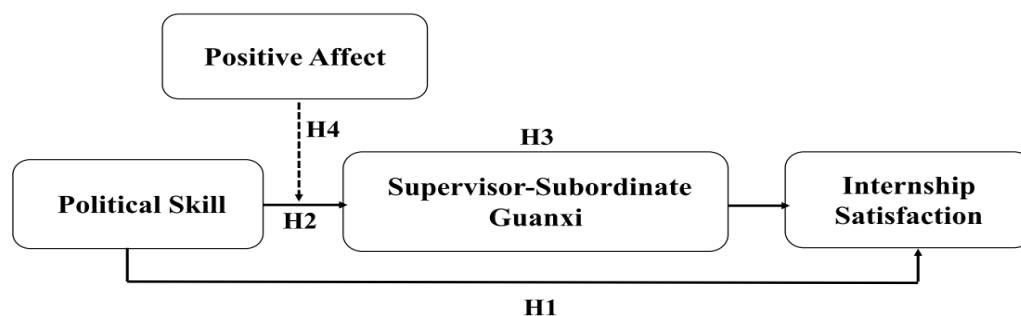 Positive Affect
H4
H3
Political Skill
H2
Supervisor-Subordinate
Guanxi
Internship
Satisfaction
H1